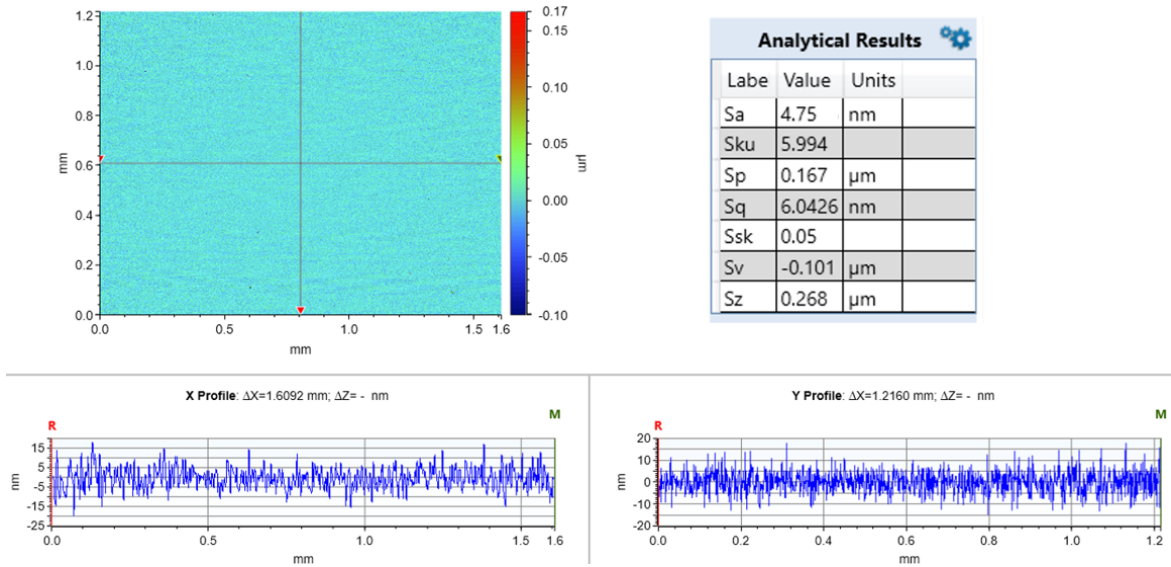 Analytical Results
Labe Value Units
Sa 4.75 nm
Sku 5.994
Sp 0.167 µm
Sq 6.0426 nm
Ssk 0.05
Sv -0.101 µm
Sz 0.268 µm
1.2
1.0
0.8
0.6
0.4
0.2
0.0
mm
0.0 0.5 1.0 1.5 1.6
mm
0.17
0.15
0.10
0.05
0.00
-0.05
-0.10
µm
X Profile: ΔX=1.6092 mm; ΔZ= - nm
R M
15
5
-5
-15
-25
nm
0.0 0.5 1.0 1.6
mm
Y Profile: ΔX=1.2160 mm; ΔZ= - nm
R M
20
10
0
-10
-20
nm
0.0 0.2 0.4 0.6 0.8 1.0 1.2
mm